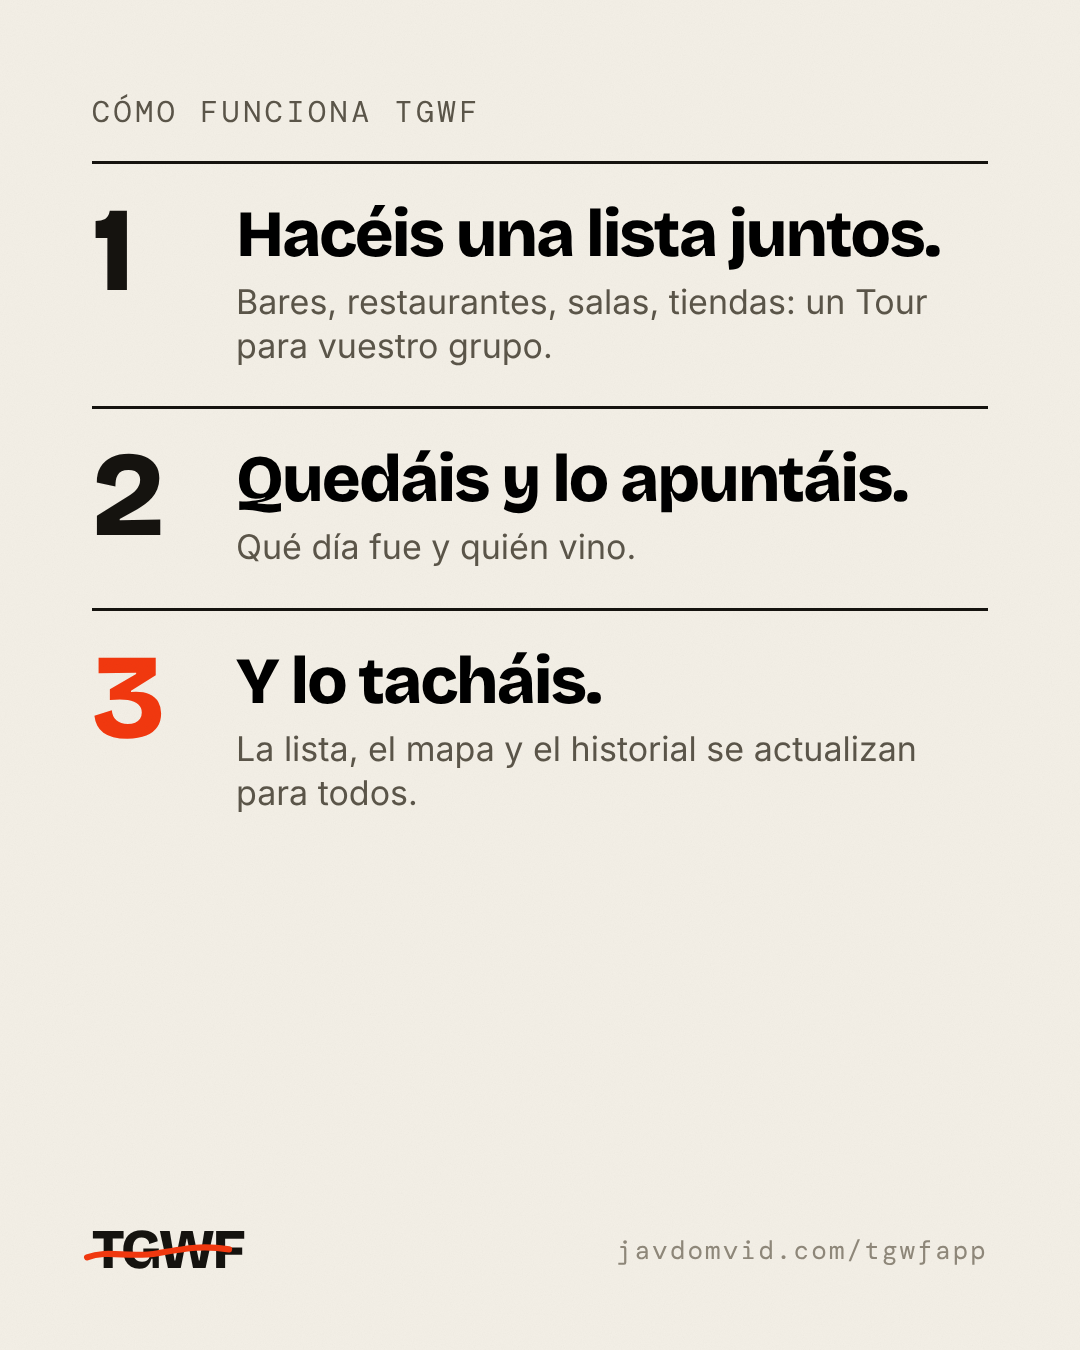 CÓMO FUNCIONA TGWF
1
Hacéis una lista juntos.
Bares, restaurantes, salas, tiendas: un Tour
para vuestro grupo.
2
Quedáis y lo apuntáis.
Qué día fue y quién vino.
3
Y lo tacháis.
La lista, el mapa y el historial se actualizan
para todos.
TGWF
javdomvid.com/tgwfapp